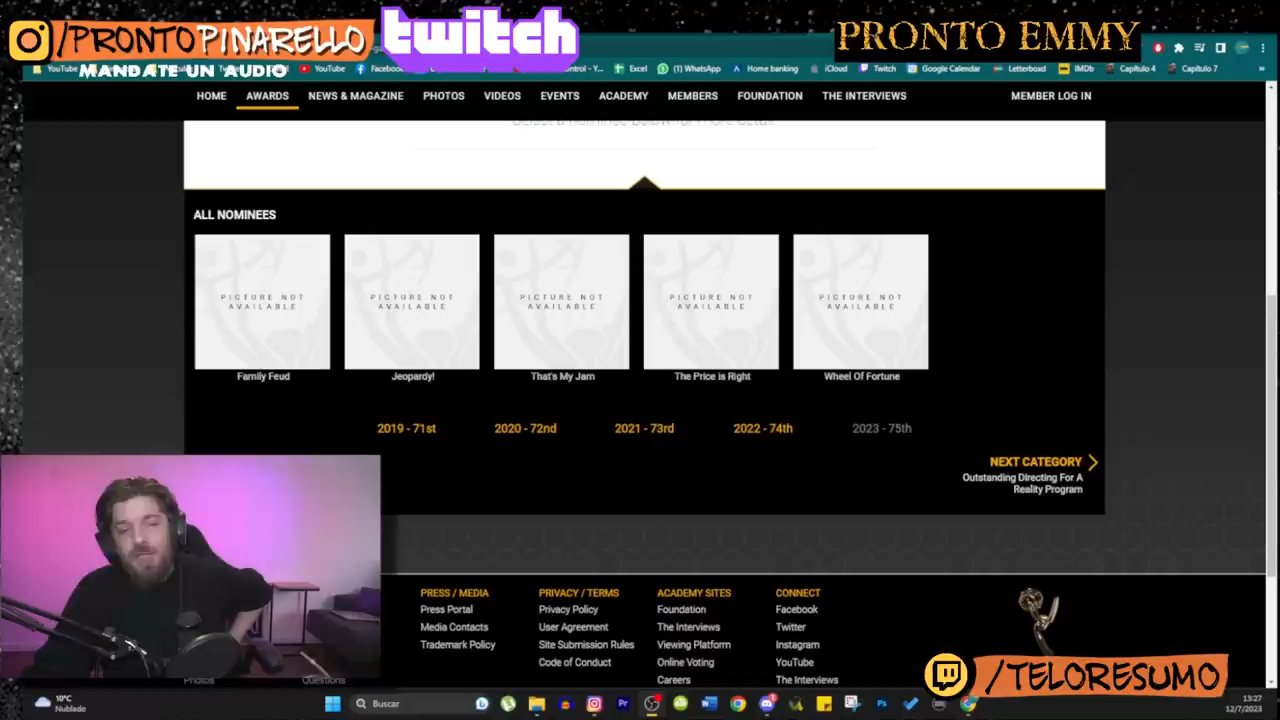 /PRONTOPINARELLO
MANDATE UN AUDIO
twitch
PRONTO EMMY
YouTube
YouTube
Facebook
Excel
(1) WhatsApp
Home banking
iCloud
Twitch
Google Calendar
Letterboxd
IMDb
Capitulo 4
Capitulo 7
HOME
AWARDS
NEWS & MAGAZINE
PHOTOS
VIDEOS
EVENTS
ACADEMY
MEMBERS
FOUNDATION
THE INTERVIEWS
MEMBER LOG IN
ALL NOMINEES
PICTURE NOT
AVAILABLE
PICTURE NOT
AVAILABLE
PICTURE NOT
AVAILABLE
PICTURE NOT
AVAILABLE
PICTURE NOT
AVAILABLE
Family Feud
Jeopardy!
That's My Jam
The Price is Right
Wheel Of Fortune
2019 - 71st
2020 - 72nd
2021 - 73rd
2022 - 74th
2023 - 75th
NEXT CATEGORY
Outstanding Directing For A
Reality Program
PRESS / MEDIA
Press Portal
Media Contacts
Trademark Policy
PRIVACY / TERMS
Privacy Policy
User Agreement
Site Submission Rules
Code of Conduct
ACADEMY SITES
Foundation
The Interviews
Viewing Platform
Online Voting
Careers
CONNECT
Facebook
Twitter
Instagram
YouTube
The Interviews
Photos
Questions
/TELORESUMO
10°C
Nublado
Buscar
13:27
12/7/2023